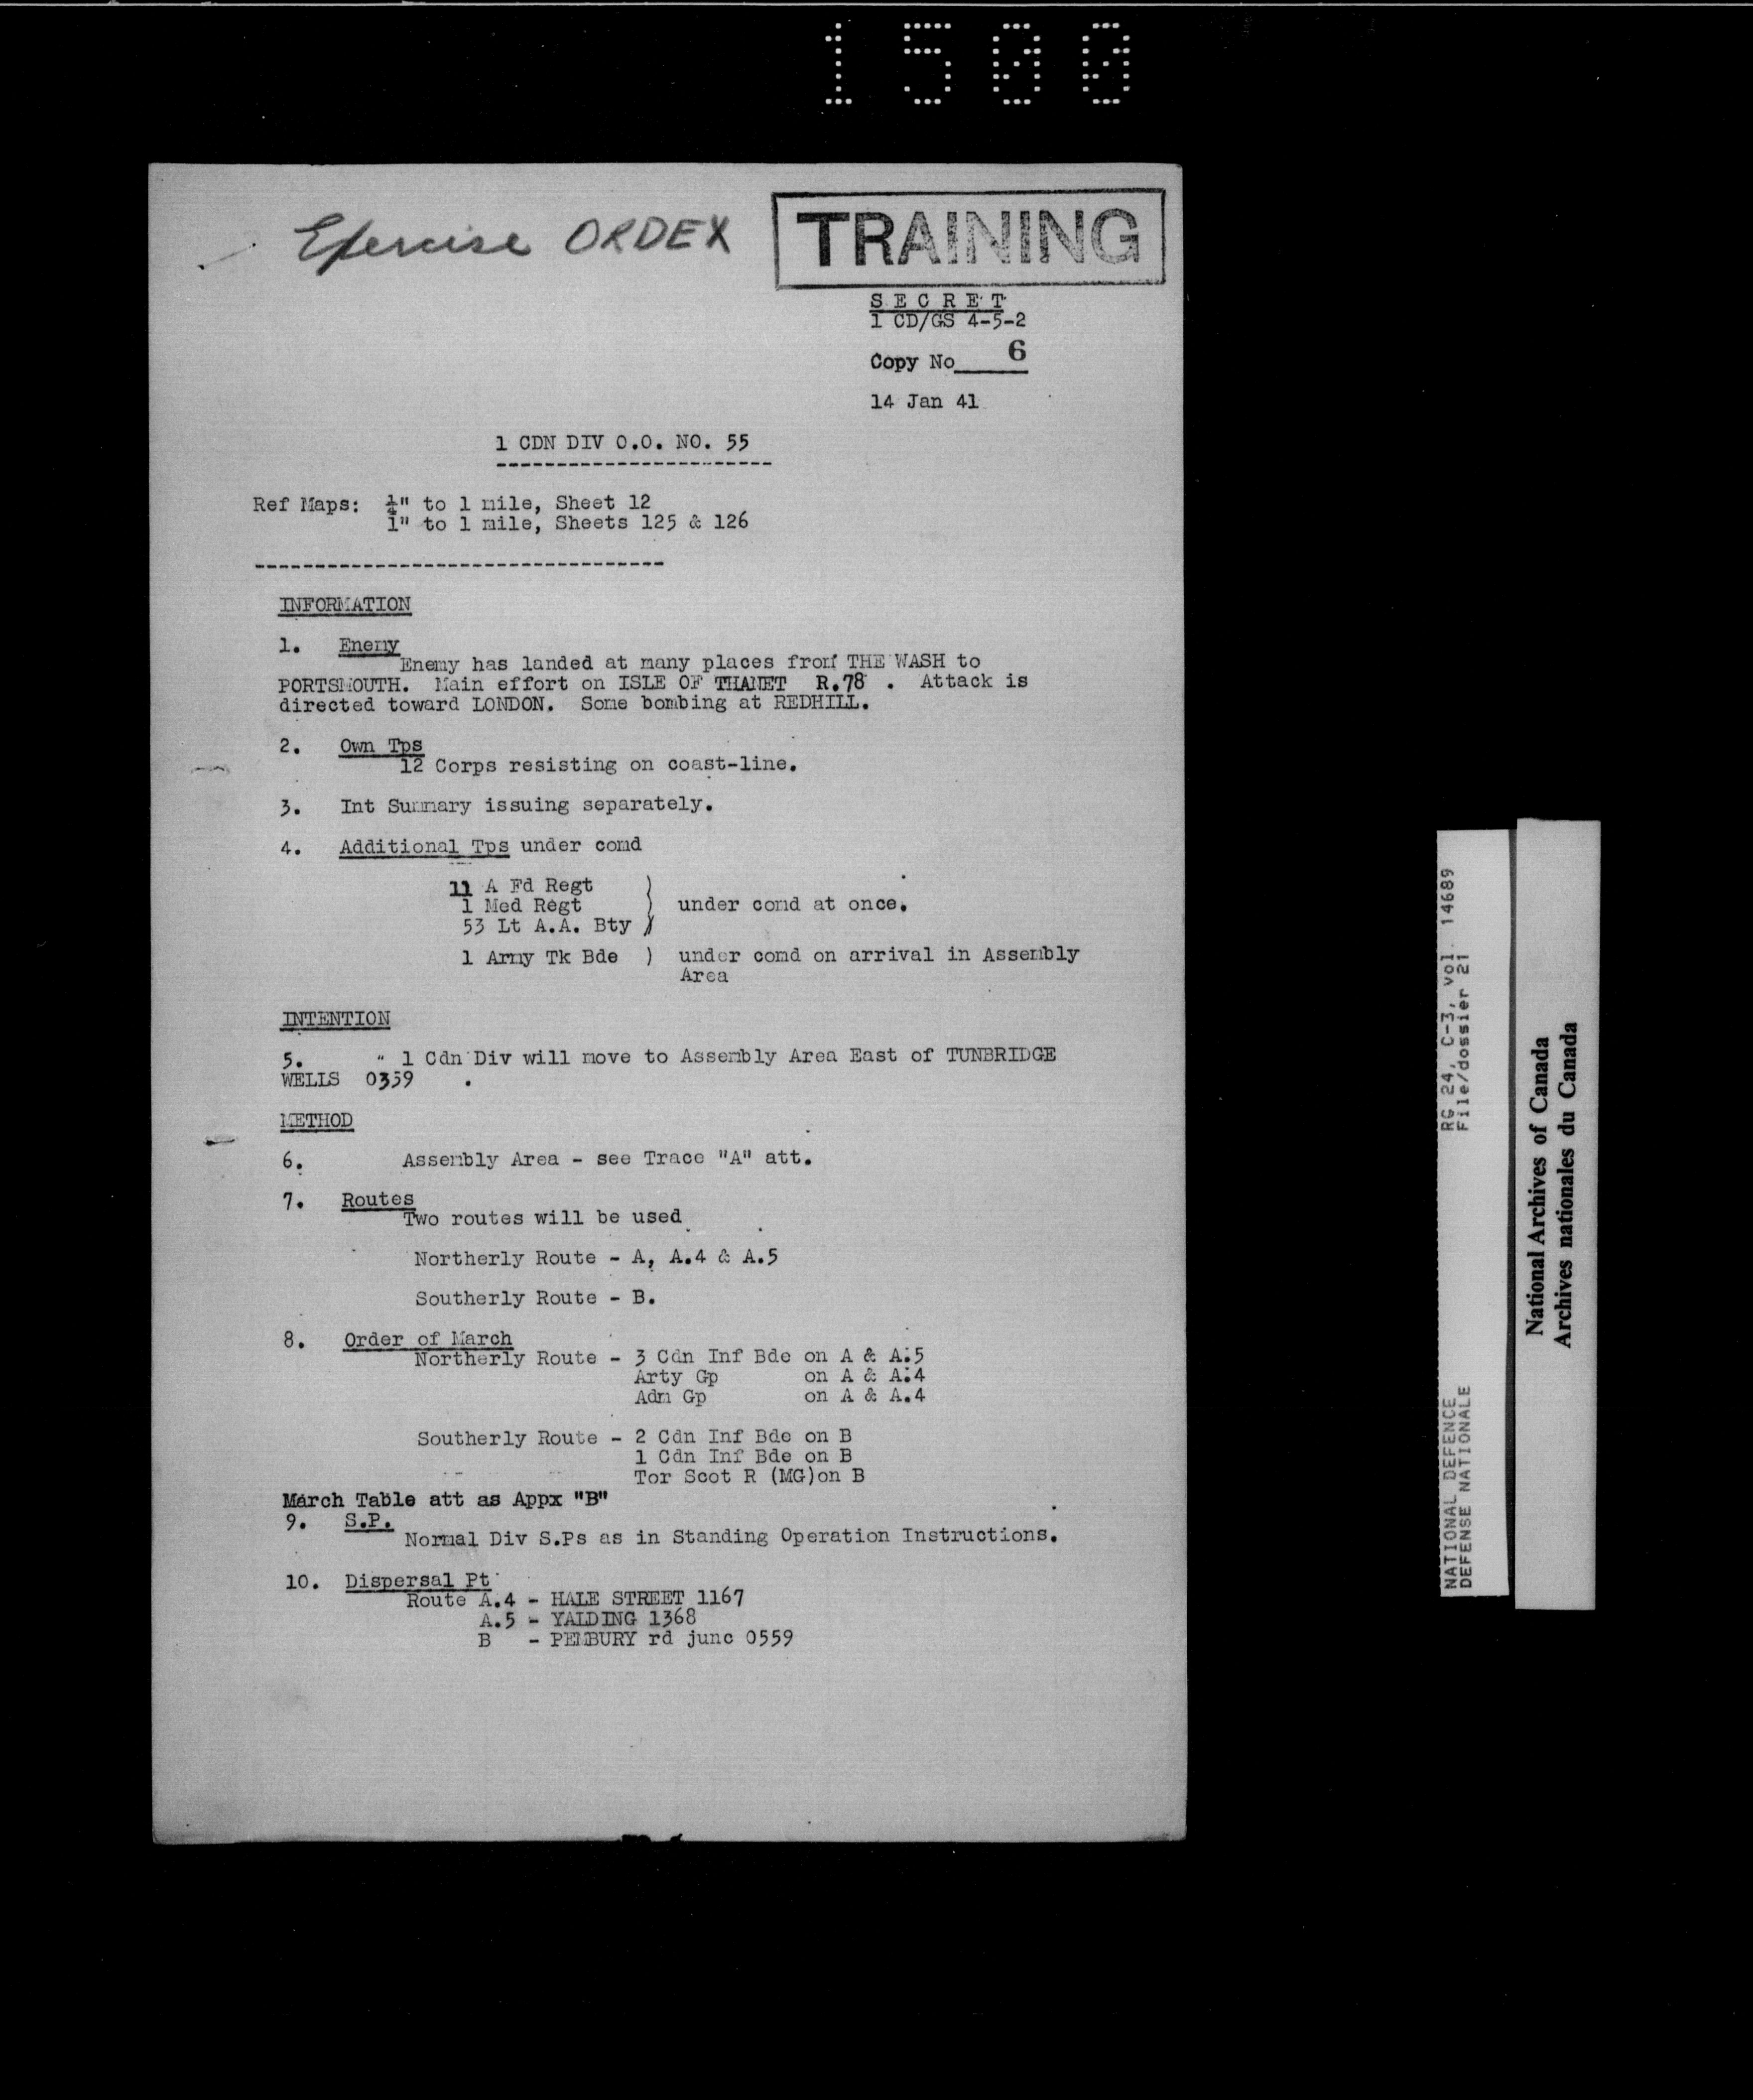 1500
Exercise ORDEX
TRAINING
SECRET
1 CD/GS 4-5-2
Copy No 6
14 Jan 41
1 CDN DIV O.O. NO. 55
Ref Maps: ¼" to 1 mile, Sheet 12
1" to 1 mile, Sheets 125 & 126
INFORMATION
1. Enemy
Enemy has landed at many places from THE WASH to
PORTSMOUTH. Main effort on ISLE OF THANET R.78 . Attack is
directed toward LONDON. Some bombing at REDHILL.
2. Own Tps
12 Corps resisting on coast-line.
3. Int Summary issuing separately.
4. Additional Tps under comd
11 A Fd Regt )
1 Med Regt ) under comd at once.
53 Lt A.A. Bty )
1 Army Tk Bde ) under comd on arrival in Assembly
Area
INTENTION
5. " 1 Cdn Div will move to Assembly Area East of TUNBRIDGE
WELLS 0359 .
METHOD
6. Assembly Area - see Trace "A" att.
7. Routes
Two routes will be used
Northerly Route - A, A.4 & A.5
Southerly Route - B.
8. Order of March
Northerly Route - 3 Cdn Inf Bde on A & A.5
Arty Gp on A & A.4
Adm Gp on A & A.4
Southerly Route - 2 Cdn Inf Bde on B
1 Cdn Inf Bde on B
Tor Scot R (MG)on B
March Table att as Appx "B"
9. S.P.
Normal Div S.Ps as in Standing Operation Instructions.
10. Dispersal Pt
Route A.4 - HALE STREET 1167
A.5 - YALDING 1368
B - PEMBURY rd junc 0559
NATIONAL DEFENCE RG 24, C-3, vol. 14689
DEFENSE NATIONALE File/dossier 21
National Archives of Canada
Archives nationales du Canada